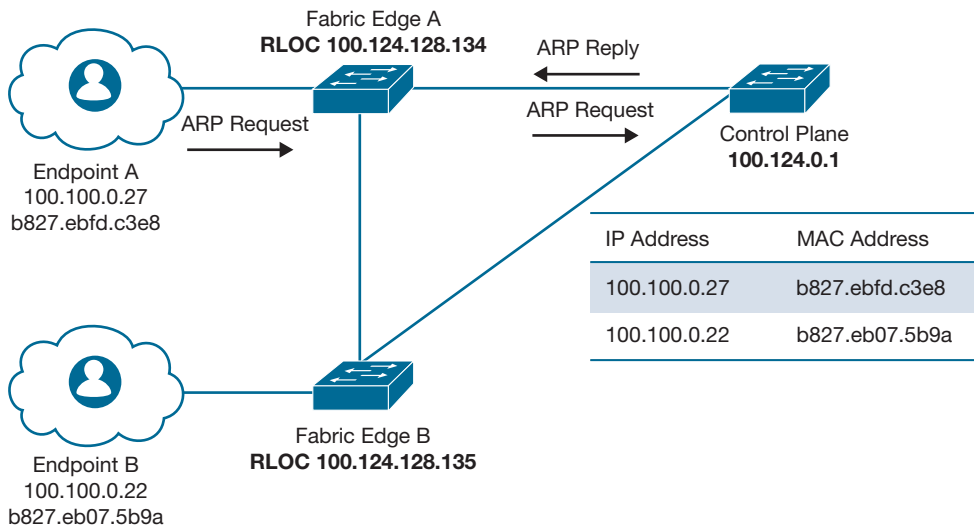 Fabric Edge A
RLOC 100.124.128.134
ARP Reply
ARP Request
ARP Request
Control Plane
100.124.0.1
Endpoint A
100.100.0.27
b827.ebfd.c3e8
IP Address MAC Address
100.100.0.27 b827.ebfd.c3e8
100.100.0.22 b827.eb07.5b9a
Fabric Edge B
RLOC 100.124.128.135
Endpoint B
100.100.0.22
b827.eb07.5b9a